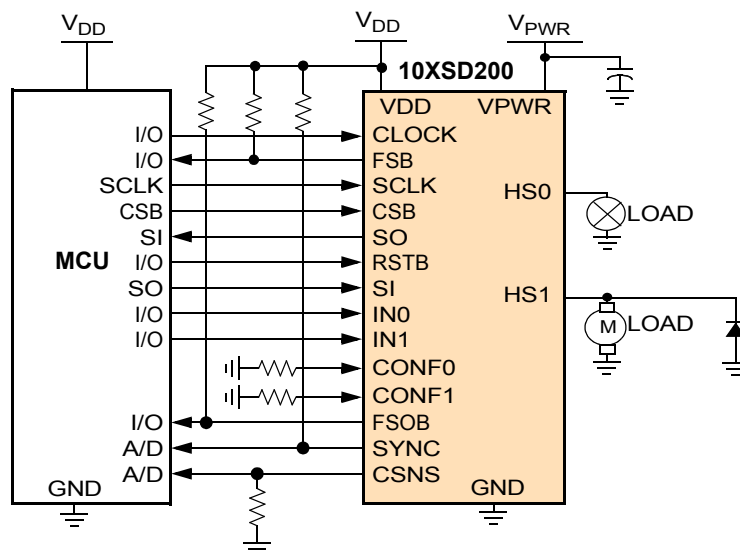 VDD
VDD
VPWR
10XSD200
MCU
I/O
I/O
SCLK
CSB
SI
I/O
SO
I/O
I/O
I/O
A/D
A/D
GND
VDD
VPWR
CLOCK
FSB
SCLK
CSB
SO
RSTB
SI
IN0
IN1
CONF0
CONF1
FSOB
SYNC
CSNS
GND
HS0
HS1
LOAD
M
LOAD